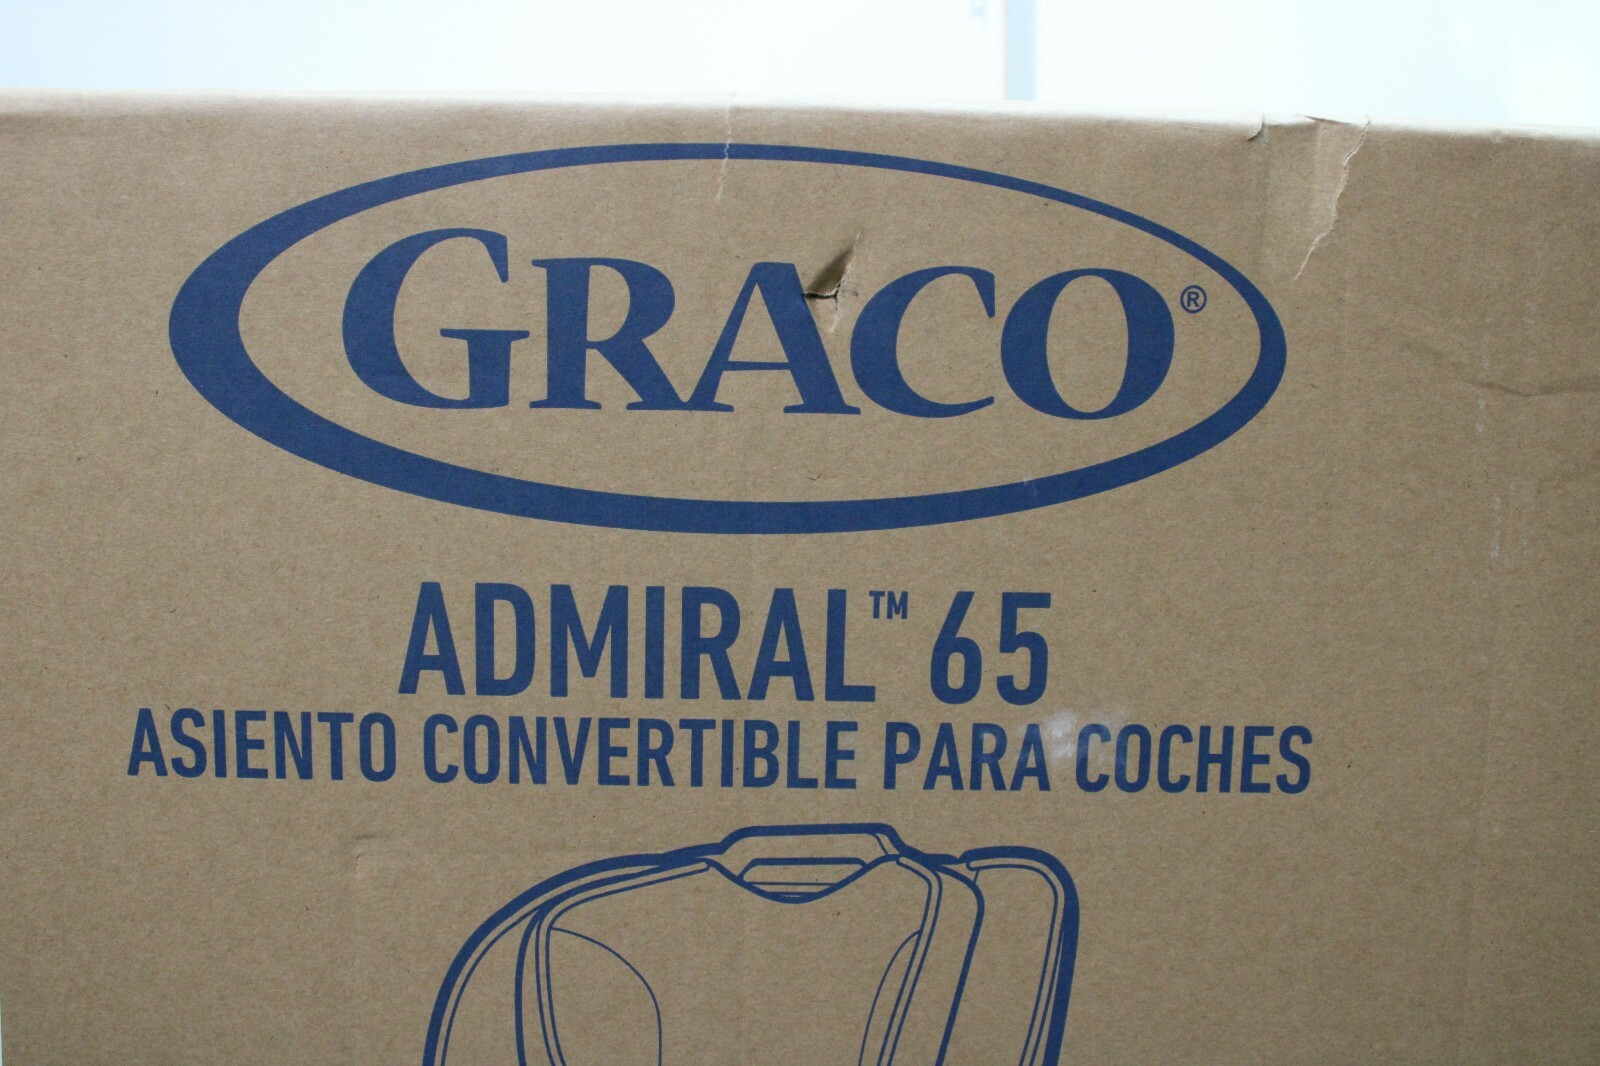 GRACO®
ADMIRAL™ 65
ASIENTO CONVERTIBLE PARA COCHES